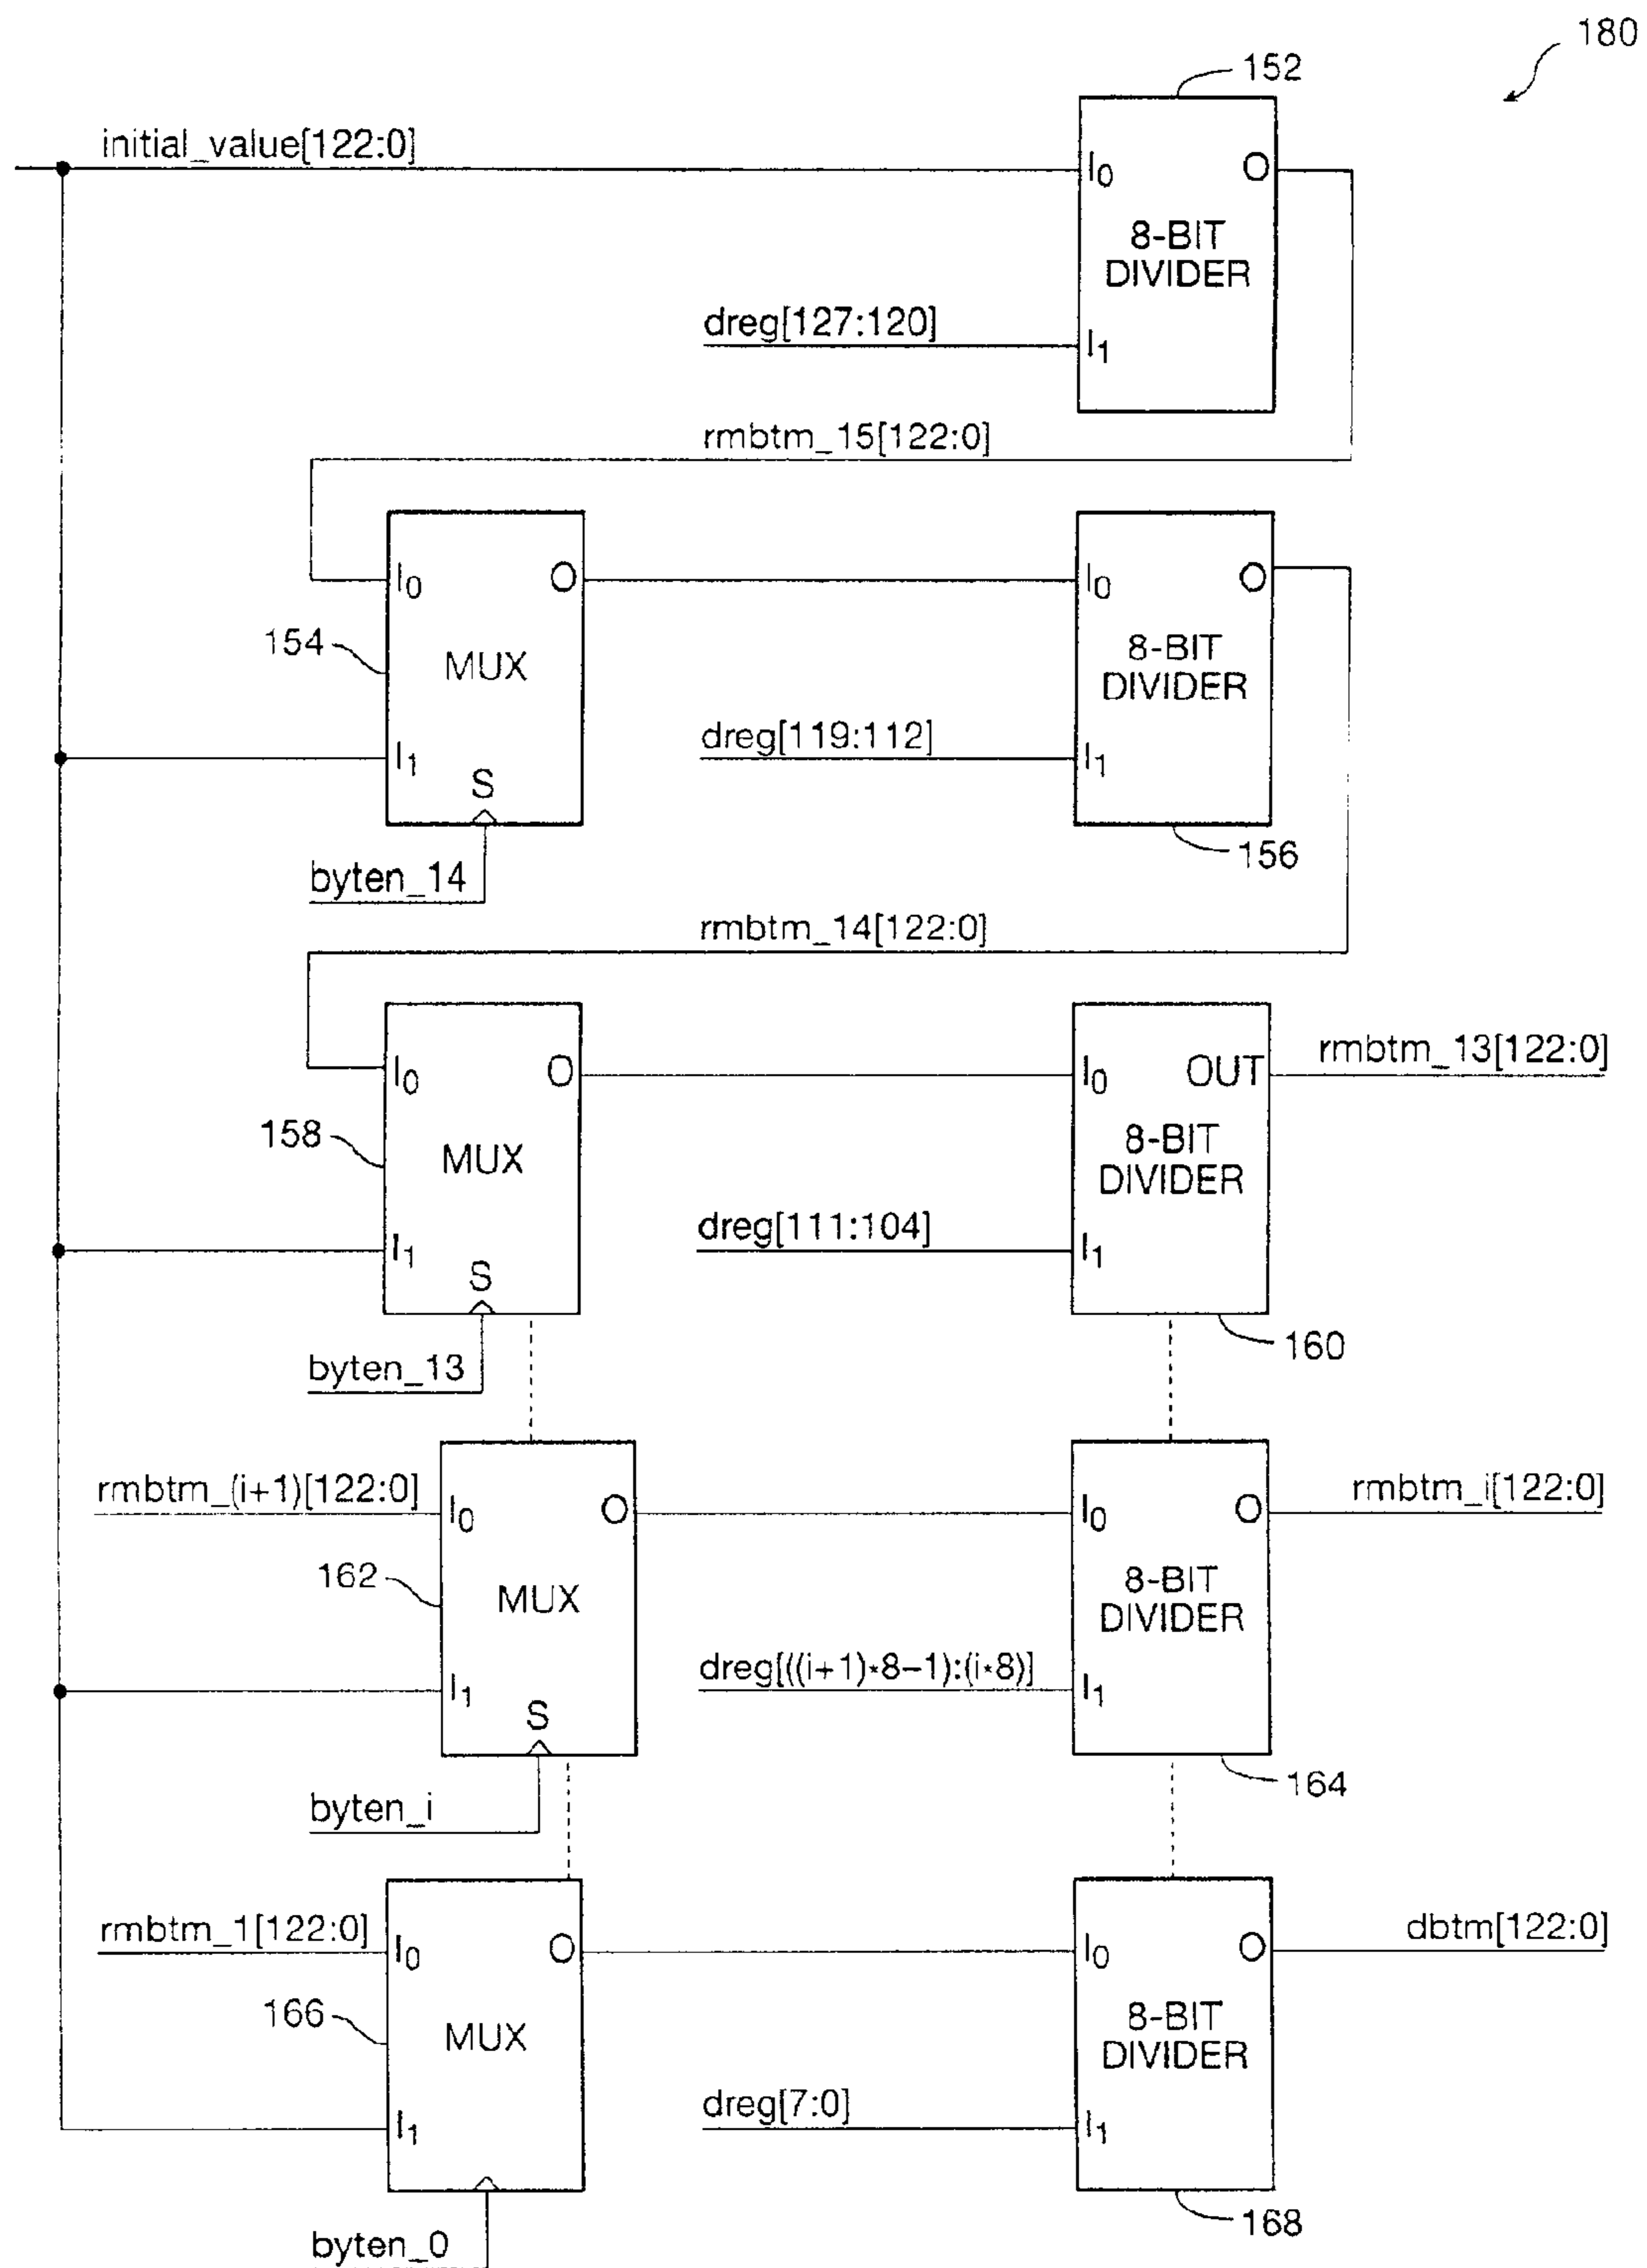 180
152
initial_value[122:0]
I0
O
8-BIT
DIVIDER
dreg[127:120]
I1
rmbtm_15[122:0]
I0
O
I0
O
154
MUX
8-BIT
DIVIDER
dreg[119:112]
I1
I1
S
156
byten_14
rmbtm_14[122:0]
I0
O
I0
OUT
rmbtm_13[122:0]
158
MUX
8-BIT
DIVIDER
dreg[111:104]
I1
I1
S
160
byten_13
rmbtm_(i+1)[122:0]
I0
O
I0
O
rmbtm_i[122:0]
162
MUX
8-BIT
DIVIDER
dreg[((i+1)*8-1):(i*8)]
I1
I1
S
164
byten_i
rmbtm_1[122:0]
I0
O
I0
O
dbtm[122:0]
166
MUX
8-BIT
DIVIDER
dreg[7:0]
I1
I1
168
byten_0